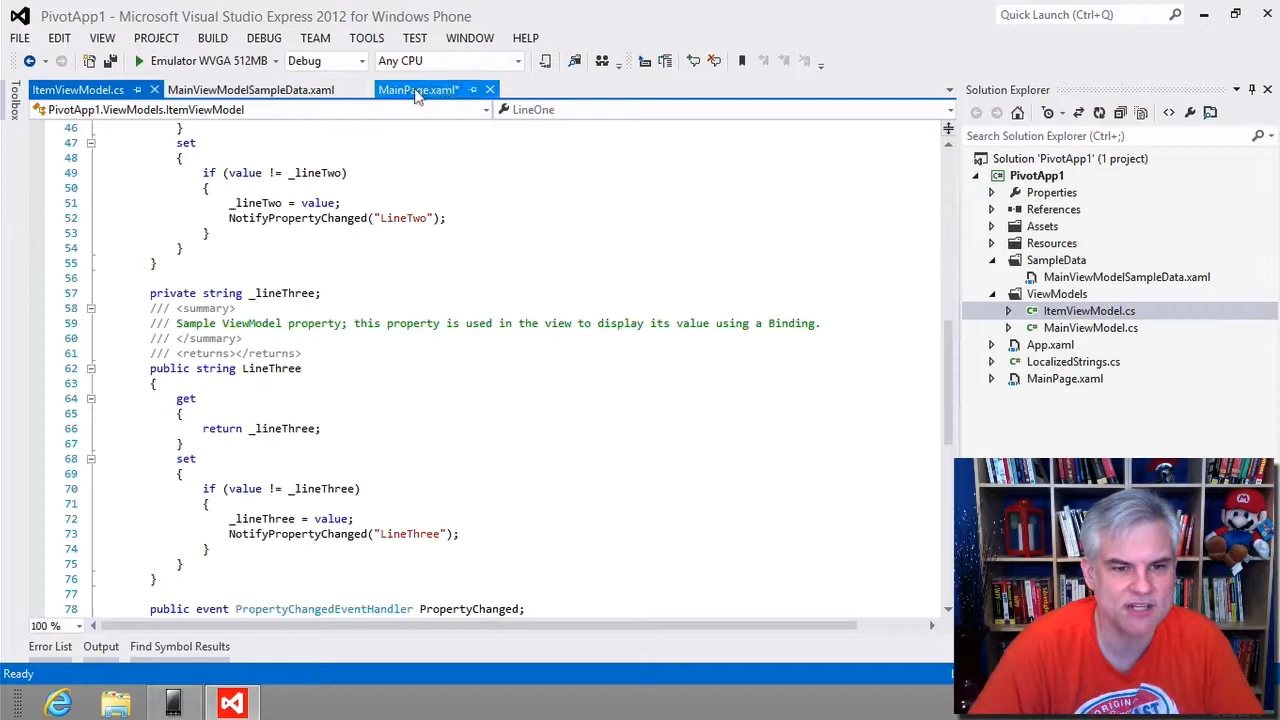 PivotApp1 - Microsoft Visual Studio Express 2012 for Windows Phone
Quick Launch (Ctrl+Q)
FILE EDIT VIEW PROJECT BUILD DEBUG TEAM TOOLS TEST WINDOW HELP
Emulator WVGA 512MB Debug Any CPU
Toolbox
ItemViewModel.cs MainViewModelSampleData.xaml MainPage.xaml*
PivotApp1.ViewModels.ItemViewModel LineOne
46 }
47 set
48 {
49 if (value != _lineTwo)
50 {
51 _lineTwo = value;
52 NotifyPropertyChanged("LineTwo");
53 }
54 }
55 }
56
57 private string _lineThree;
58 /// <summary>
59 /// Sample ViewModel property; this property is used in the view to display its value using a Binding.
60 /// </summary>
61 /// <returns></returns>
62 public string LineThree
63 {
64 get
65 {
66 return _lineThree;
67 }
68 set
69 {
70 if (value != _lineThree)
71 {
72 _lineThree = value;
73 NotifyPropertyChanged("LineThree");
74 }
75 }
76 }
77
78 public event PropertyChangedEventHandler PropertyChanged;
100 %
Error List Output Find Symbol Results
Ready
Solution Explorer
Search Solution Explorer (Ctrl+;)
Solution 'PivotApp1' (1 project)
PivotApp1
Properties
References
Assets
Resources
SampleData
MainViewModelSampleData.xaml
ViewModels
ItemViewModel.cs
MainViewModel.cs
App.xaml
LocalizedStrings.cs
MainPage.xaml
ORIGINAL